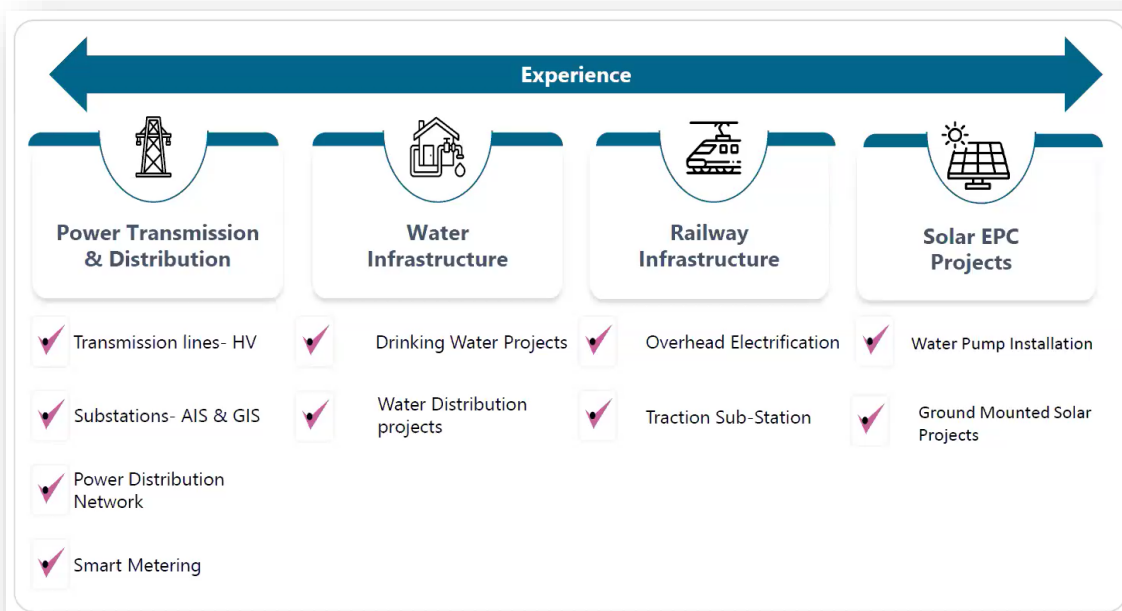 Experience
Power Transmission
& Distribution
Water
Infrastructure
Railway
Infrastructure
Solar EPC
Projects
Transmission lines- HV
Substations- AIS & GIS
Power Distribution
Network
Smart Metering
Drinking Water Projects
Water Distribution
projects
Overhead Electrification
Traction Sub-Station
Water Pump Installation
Ground Mounted Solar
Projects